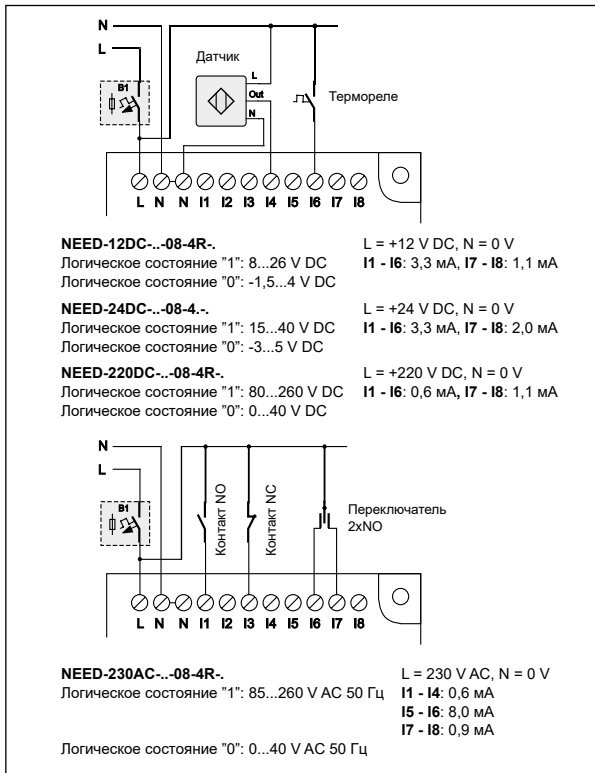 N
L
B1
Датчик
L
Out
N
Термореле
L N N I1 I2 I3 I4 I5 I6 I7 I8
NEED-12DC-..-08-4R-. L = +12 V DC, N = 0 V
Логическое состояние ”1”: 8...26 V DC I1 - I6: 3,3 мА, I7 - I8: 1,1 мА
Логическое состояние ”0”: -1,5...4 V DC
NEED-24DC-..-08-4.-. L = +24 V DC, N = 0 V
Логическое состояние ”1”: 15...40 V DC I1 - I6: 3,3 мА, I7 - I8: 2,0 мА
Логическое состояние ”0”: -3...5 V DC
NEED-220DC-..-08-4R-. L = +220 V DC, N = 0 V
Логическое состояние ”1”: 80...260 V DC I1 - I6: 0,6 мА, I7 - I8: 1,1 мА
Логическое состояние ”0”: 0...40 V DC
N
L
B1
Контакт NO
Контакт NC
Переключатель
2xNO
L N N I1 I2 I3 I4 I5 I6 I7 I8
NEED-230AC-..-08-4R-. L = 230 V AC, N = 0 V
Логическое состояние ”1”: 85...260 V AC 50 Гц I1 - I4: 0,6 мА
I5 - I6: 8,0 мА
I7 - I8: 0,9 мА
Логическое состояние ”0”: 0...40 V AC 50 Гц